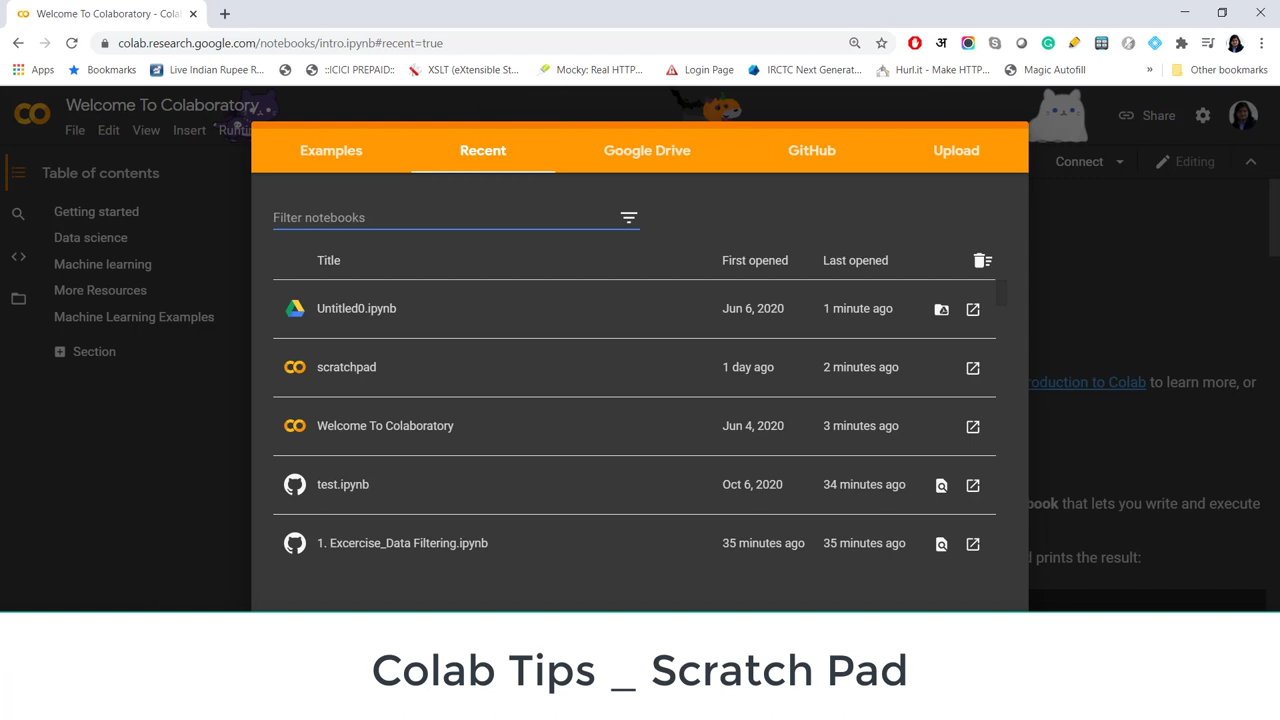 Welcome To Colaboratory - Colal
colab.research.google.com/notebooks/intro.ipynb#recent=true
अ
Apps
Bookmarks
Live Indian Rupee R...
::ICICI PREPAID::
XSLT (eXtensible St...
Mocky: Real HTTP...
Login Page
IRCTC Next Generat...
Hurl.it - Make HTTP...
Magic Autofill
»
Other bookmarks
Welcome To Colaboratory
File Edit View Insert Runtim
Share
Connect
Editing
Table of contents
Getting started
Data science
Machine learning
More Resources
Machine Learning Examples
Section
Examples Recent Google Drive GitHub Upload
Filter notebooks
Title First opened Last opened
Untitled0.ipynb Jun 6, 2020 1 minute ago
scratchpad 1 day ago 2 minutes ago
Welcome To Colaboratory Jun 4, 2020 3 minutes ago
test.ipynb Oct 6, 2020 34 minutes ago
1. Excercise_Data Filtering.ipynb 35 minutes ago 35 minutes ago
roduction to Colab to learn more, or
book that lets you write and execute
d prints the result:
Colab Tips _ Scratch Pad